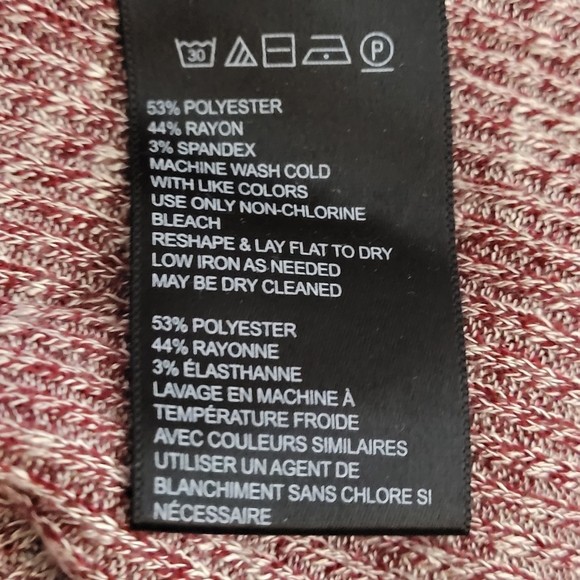 30 P
53% POLYESTER
44% RAYON
3% SPANDEX
MACHINE WASH COLD
WITH LIKE COLORS
USE ONLY NON-CHLORINE
BLEACH
RESHAPE & LAY FLAT TO DRY
LOW IRON AS NEEDED
MAY BE DRY CLEANED
53% POLYESTER
44% RAYONNE
3% ÉLASTHANNE
LAVAGE EN MACHINE À
TEMPÉRATURE FROIDE
AVEC COULEURS SIMILAIRES
UTILISER UN AGENT DE
BLANCHIMENT SANS CHLORE SI
NÉCESSAIRE